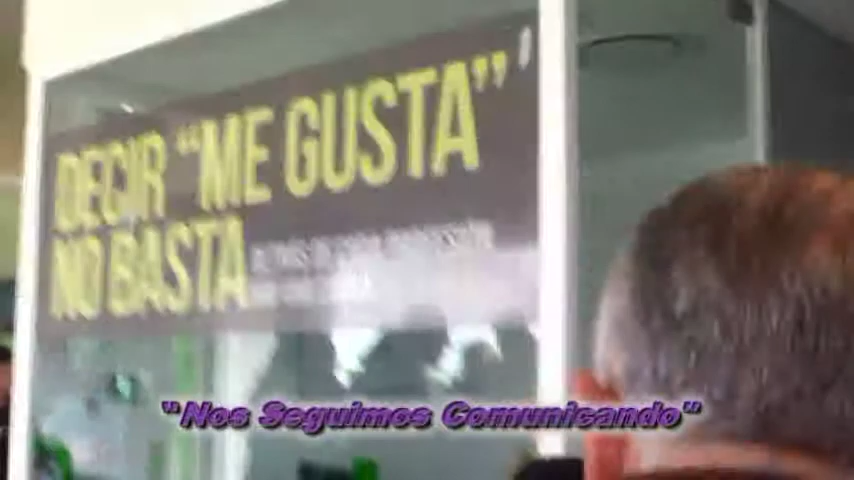 DECIR “ME GUSTA”
NO BASTA
"Nos Seguimos Comunicando"